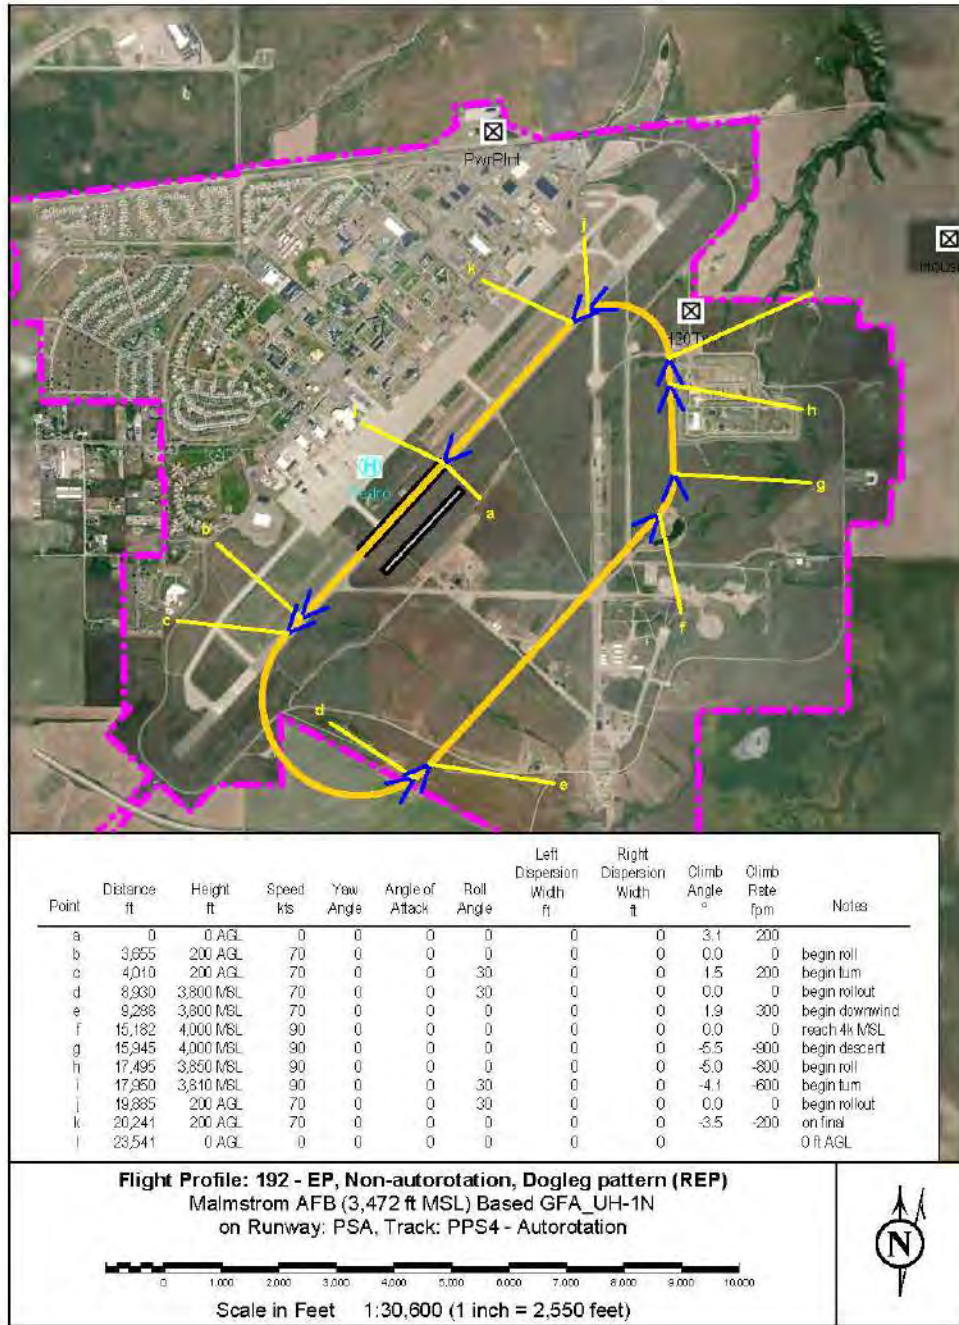 PwrPlnt
j
k
i
h
l
g
a
b
c
f
d
e
Left Right
Dispersion Dispersion Climb Climb
Distance Height Speed Yaw Angle of Roll Width Width Angle Rate
Point ft ft kts Angle Attack Angle ft ft ° fpm Notes
a 0 0 AGL 0 0 0 0 0 0 3.1 200
b 3,655 200 AGL 70 0 0 0 0 0 0.0 0 begin roll
c 4,010 200 AGL 70 0 0 30 0 0 1.5 200 begin turn
d 8,930 3,800 MSL 70 0 0 30 0 0 0.0 0 begin rollout
e 9,286 3,800 MSL 70 0 0 0 0 0 1.9 300 begin downwind
f 15,182 4,000 MSL 90 0 0 0 0 0 0.0 0 reach 4k MSL
g 15,945 4,000 MSL 90 0 0 0 0 0 -5.5 -900 begin descent
h 17,495 3,850 MSL 90 0 0 0 0 0 -5.0 -800 begin roll
i 17,950 3,810 MSL 90 0 0 30 0 0 -4.1 -600 begin turn
j 19,885 200 AGL 70 0 0 30 0 0 0.0 0 begin rollout
k 20,241 200 AGL 70 0 0 0 0 0 -3.5 -200 on final
l 23,541 0 AGL 0 0 0 0 0 0 0 ft AGL
Flight Profile: 192 - EP, Non-autorotation, Dogleg pattern (REP)
Malmstrom AFB (3,472 ft MSL) Based GFA_UH-1N
on Runway: PSA, Track: PPS4 - Autorotation
0 1,000 2,000 3,000 4,000 5,000 6,000 7,000 8,000 9,000 10,000
Scale in Feet 1:30,600 (1 inch = 2,550 feet)
N